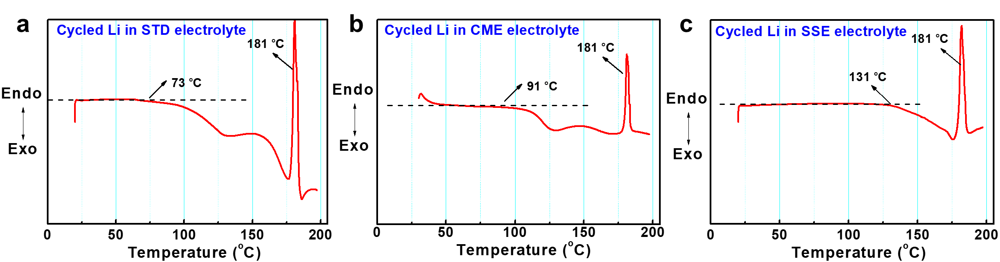 a
Cycled Li in STD electrolyte
181 °C
73 °C
Endo
Exo
0 50 100 150 200
Temperature (°C)
b
Cycled Li in CME electrolyte
181 °C
91 °C
Endo
Exo
0 50 100 150 200
Temperature (°C)
c
Cycled Li in SSE electrolyte
181 °C
131 °C
Endo
Exo
0 50 100 150 200
Temperature (°C)